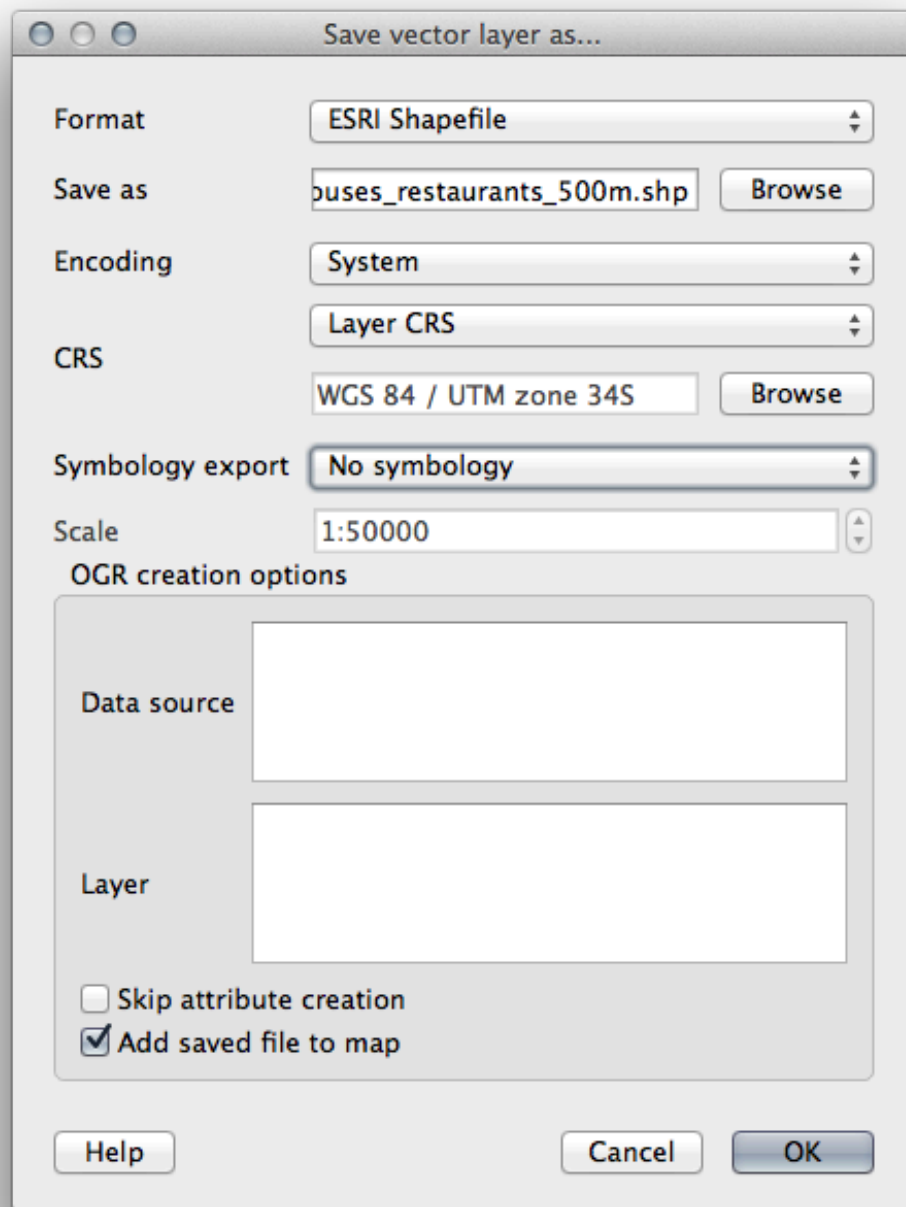 Save vector layer as...
Format ESRI Shapefile
Save as ouses_restaurants_500m.shp Browse
Encoding System
Layer CRS
CRS
WGS 84 / UTM zone 34S Browse
Symbology export No symbology
Scale 1:50000
OGR creation options
Data source
Layer
Skip attribute creation
Add saved file to map
Help Cancel OK